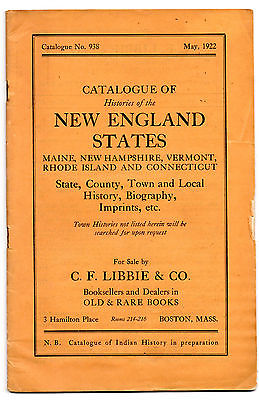 Catalogue No. 938 May, 1922
CATALOGUE OF
Histories of the
NEW ENGLAND
STATES
MAINE, NEW HAMPSHIRE, VERMONT,
RHODE ISLAND AND CONNECTICUT
State, County, Town and Local
History, Biography,
Imprints, etc.
Town Histories not listed herein will be
searched for upon request
For Sale by
C. F. LIBBIE & CO.
Booksellers and Dealers in
OLD & RARE BOOKS
3 Hamilton Place Rooms 214-216 BOSTON, MASS.
N. B. Catalogue of Indian History in preparation